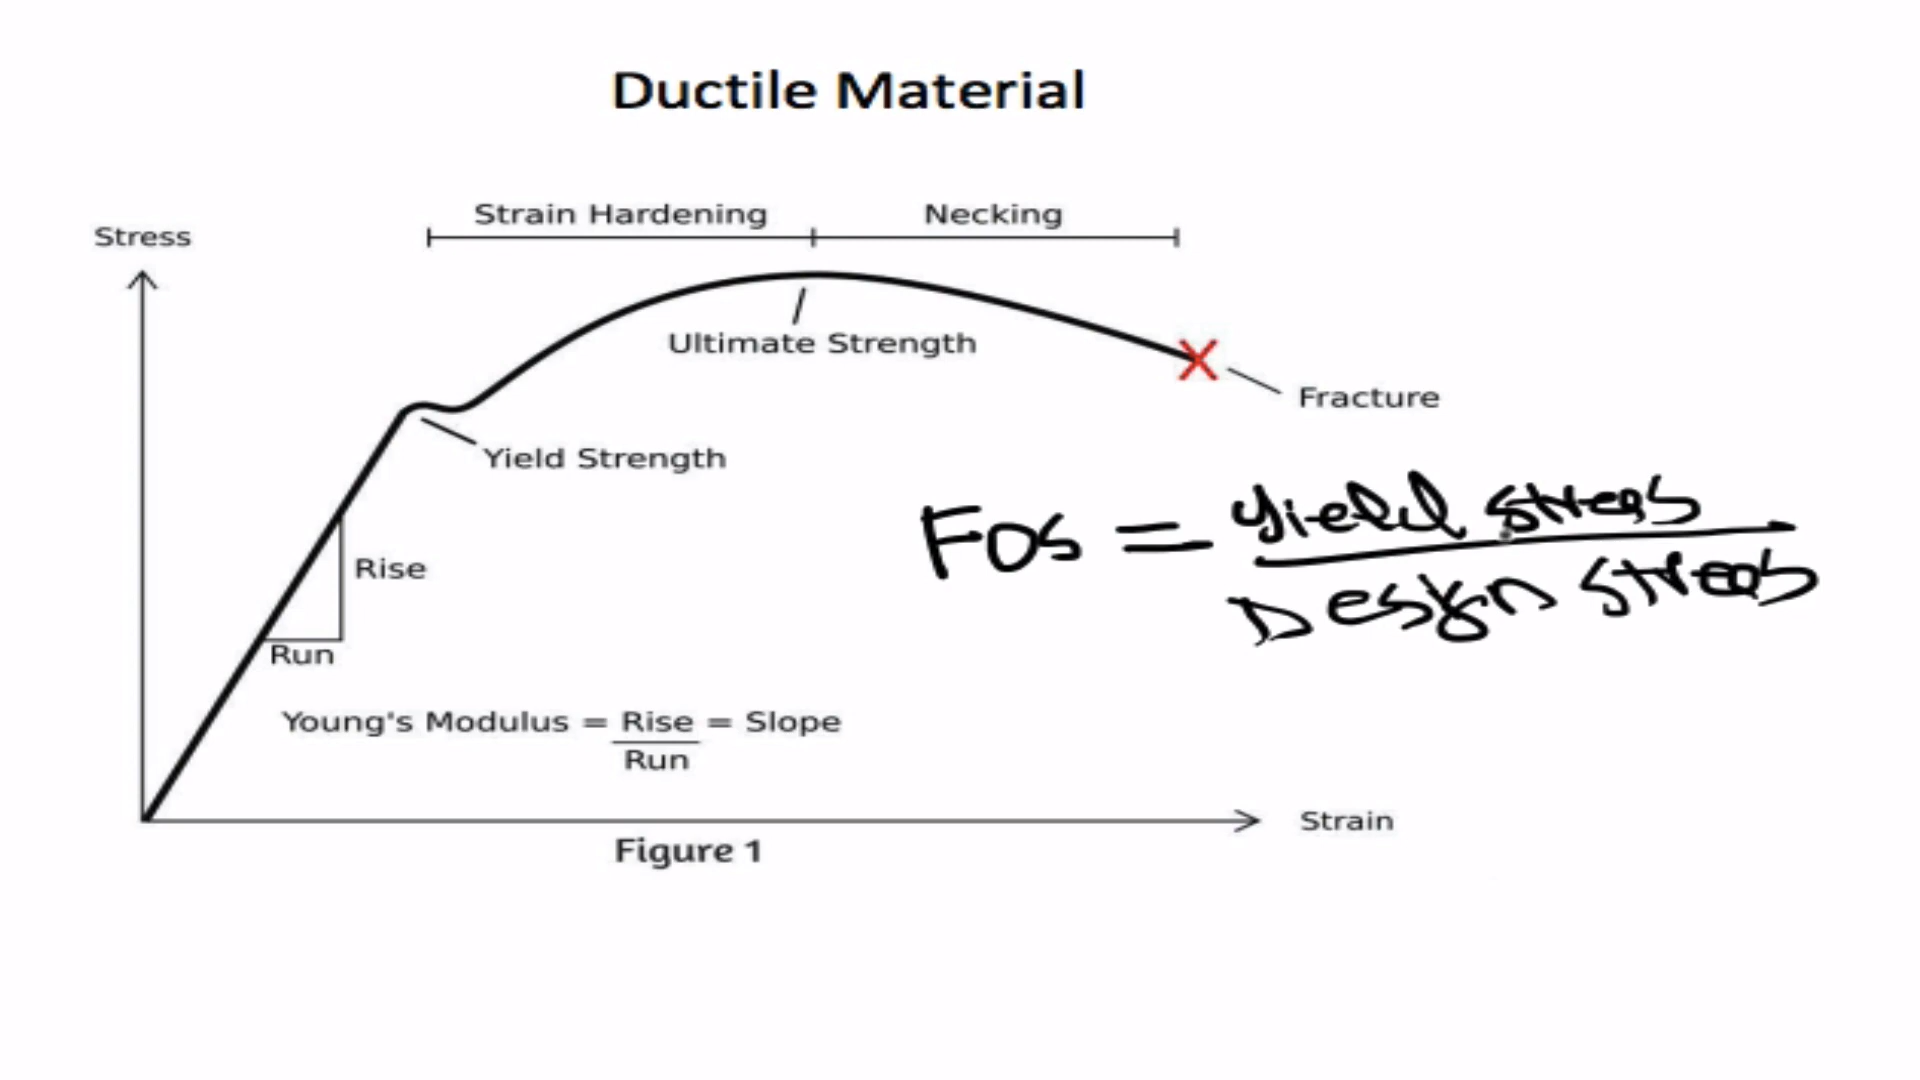 Ductile Material
Strain Hardening
Necking
Stress
Ultimate Strength
Fracture
Yield Strength
FOS = Yield stress
Design stress
Rise
Run
Young's Modulus = Rise = Slope
Run
Strain
Figure 1